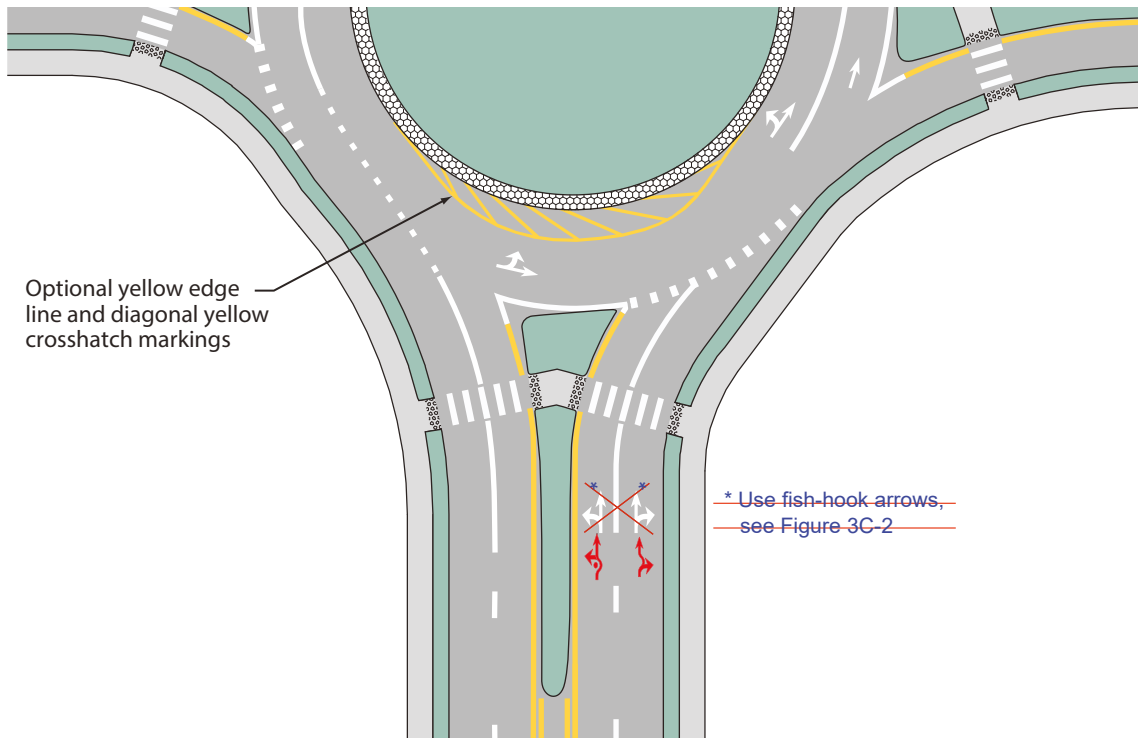 Optional yellow edge
line and diagonal yellow
crosshatch markings
* *
* Use fish-hook arrows,
see Figure 3C-2